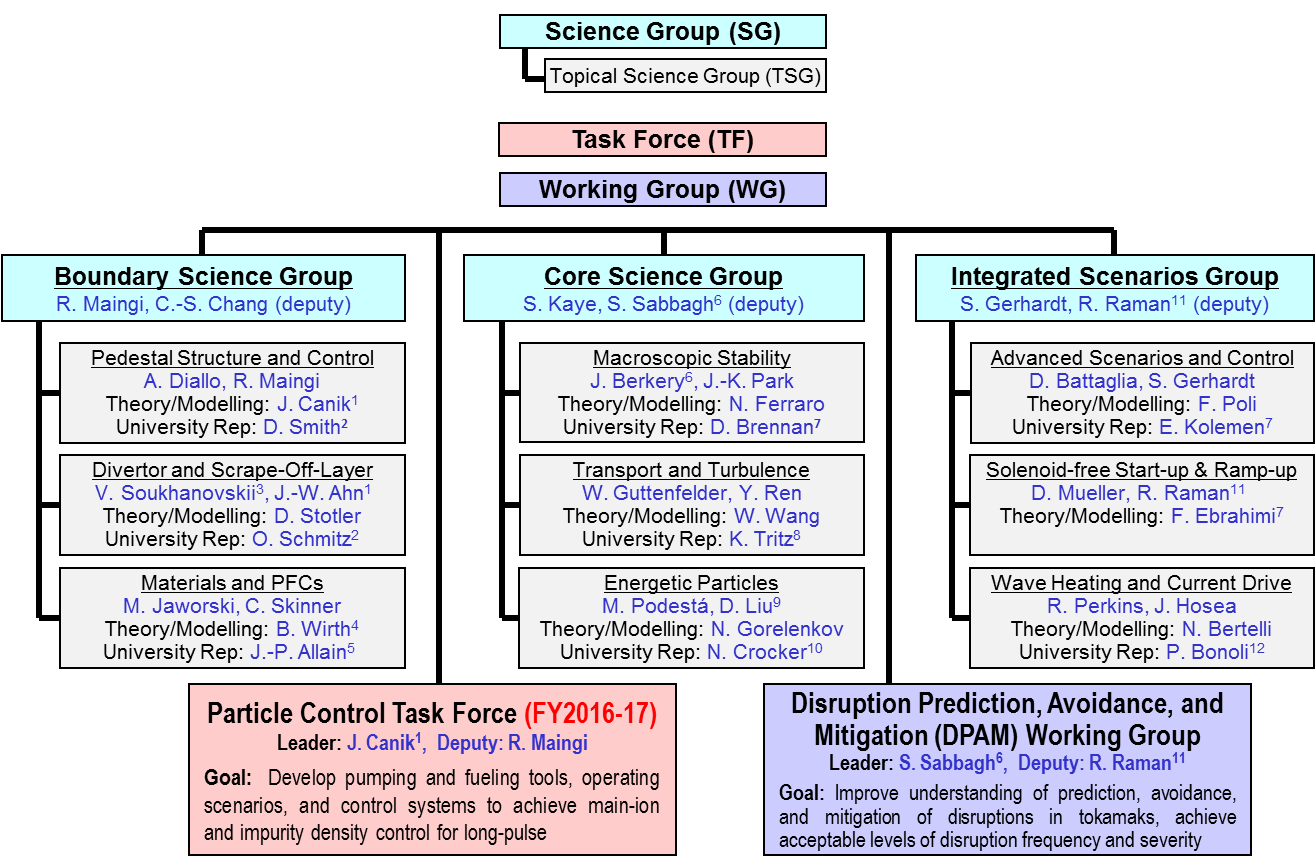 Science Group (SG)
Topical Science Group (TSG)
Task Force (TF)
Working Group (WG)
Boundary Science Group
R. Maingi, C.-S. Chang (deputy)
Pedestal Structure and Control
A. Diallo, R. Maingi
Theory/Modelling: J. Canik¹
University Rep: D. Smith²
Divertor and Scrape-Off-Layer
V. Soukhanovskii³, J.-W. Ahn¹
Theory/Modelling: D. Stotler
University Rep: O. Schmitz²
Materials and PFCs
M. Jaworski, C. Skinner
Theory/Modelling: B. Wirth⁴
University Rep: J.-P. Allain⁵
Core Science Group
S. Kaye, S. Sabbagh⁶ (deputy)
Macroscopic Stability
J. Berkery⁶, J.-K. Park
Theory/Modelling: N. Ferraro
University Rep: D. Brennan⁷
Transport and Turbulence
W. Guttenfelder, Y. Ren
Theory/Modelling: W. Wang
University Rep: K. Tritz⁸
Energetic Particles
M. Podestá, D. Liu⁹
Theory/Modelling: N. Gorelenkov
University Rep: N. Crocker¹⁰
Integrated Scenarios Group
S. Gerhardt, R. Raman¹¹ (deputy)
Advanced Scenarios and Control
D. Battaglia, S. Gerhardt
Theory/Modelling: F. Poli
University Rep: E. Kolemen⁷
Solenoid-free Start-up & Ramp-up
D. Mueller, R. Raman¹¹
Theory/Modelling: F. Ebrahimi⁷
Wave Heating and Current Drive
R. Perkins, J. Hosea
Theory/Modelling: N. Bertelli
University Rep: P. Bonoli¹²
Particle Control Task Force (FY2016-17)
Leader: J. Canik¹, Deputy: R. Maingi
Goal: Develop pumping and fueling tools, operating
scenarios, and control systems to achieve main-ion
and impurity density control for long-pulse
Disruption Prediction, Avoidance, and
Mitigation (DPAM) Working Group
Leader: S. Sabbagh⁶, Deputy: R. Raman¹¹
Goal: Improve understanding of prediction, avoidance,
and mitigation of disruptions in tokamaks, achieve
acceptable levels of disruption frequency and severity